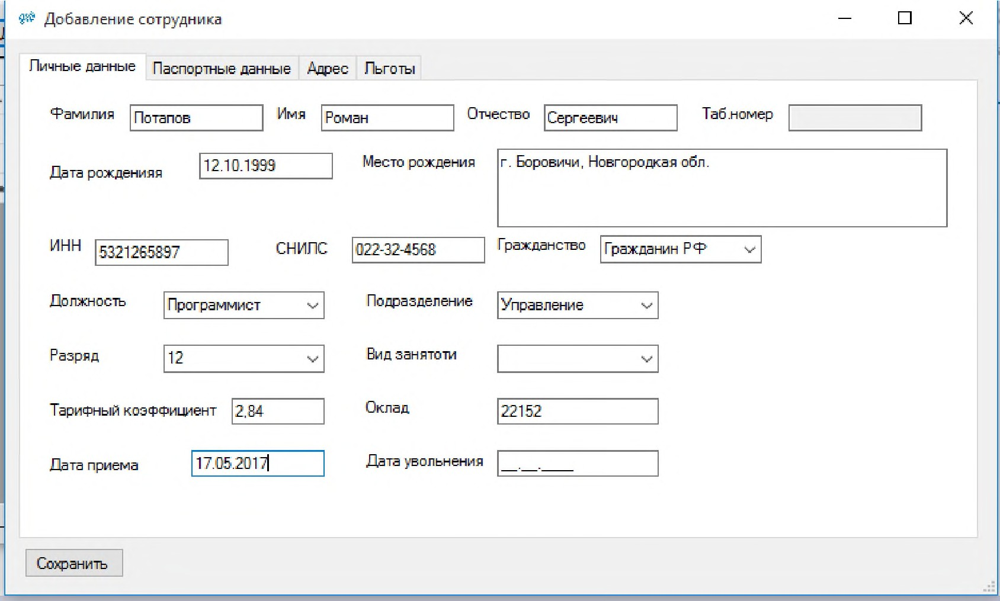 Добавление сотрудника
Личные данные Паспортные данные Адрес Льготы
Фамилия Потапов Имя Роман Отчество Сергеевич Таб.номер
Дата рожденияя 12.10.1999 Место рождения г. Боровичи, Новгородкая обл.
ИНН 5321265897 СНИЛС 022-32-4568 Гражданство Гражданин РФ
Должность Программист Подразделение Управление
Разряд 12 Вид занятоти
Тарифный коэффициент 2,84 Оклад 22152
Дата приема 17.05.2017 Дата увольнения __.__.____
Сохранить